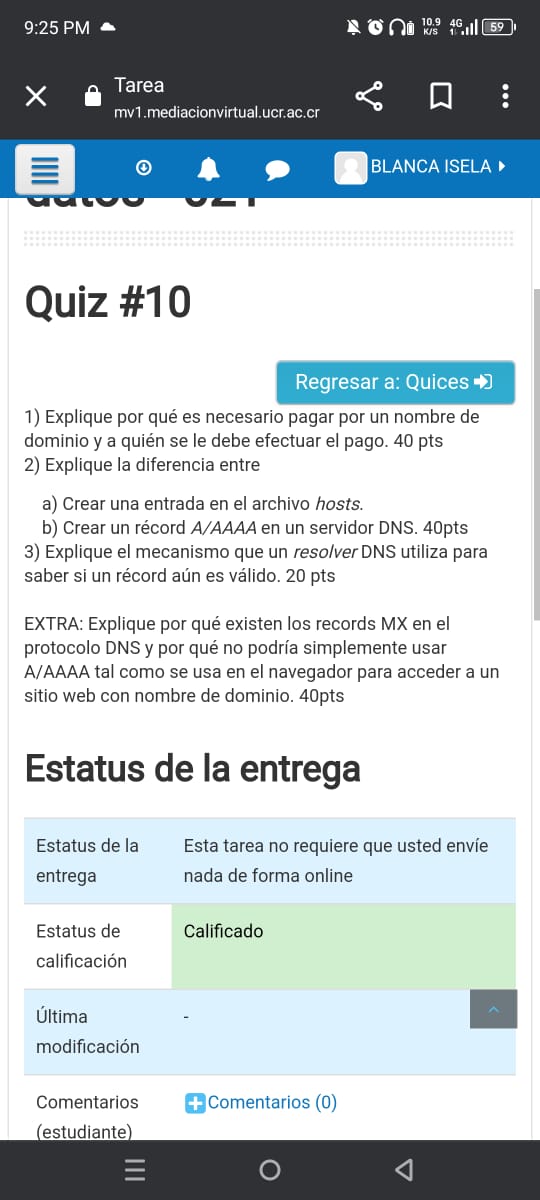 9:25 PM
10.9 K/S 4G 59
Tarea
mv1.mediacionvirtual.ucr.ac.cr
BLANCA ISELA
Quiz #10
Regresar a: Quices
1) Explique por qué es necesario pagar por un nombre de
dominio y a quién se le debe efectuar el pago. 40 pts
2) Explique la diferencia entre
a) Crear una entrada en el archivo hosts.
b) Crear un récord A/AAAA en un servidor DNS. 40pts
3) Explique el mecanismo que un resolver DNS utiliza para
saber si un récord aún es válido. 20 pts
EXTRA: Explique por qué existen los records MX en el
protocolo DNS y por qué no podría simplemente usar
A/AAAA tal como se usa en el navegador para acceder a un
sitio web con nombre de dominio. 40pts
Estatus de la entrega
Estatus de la
entrega
Esta tarea no requiere que usted envíe
nada de forma online
Estatus de
calificación
Calificado
Última
modificación
-
Comentarios
(estudiante)
Comentarios (0)